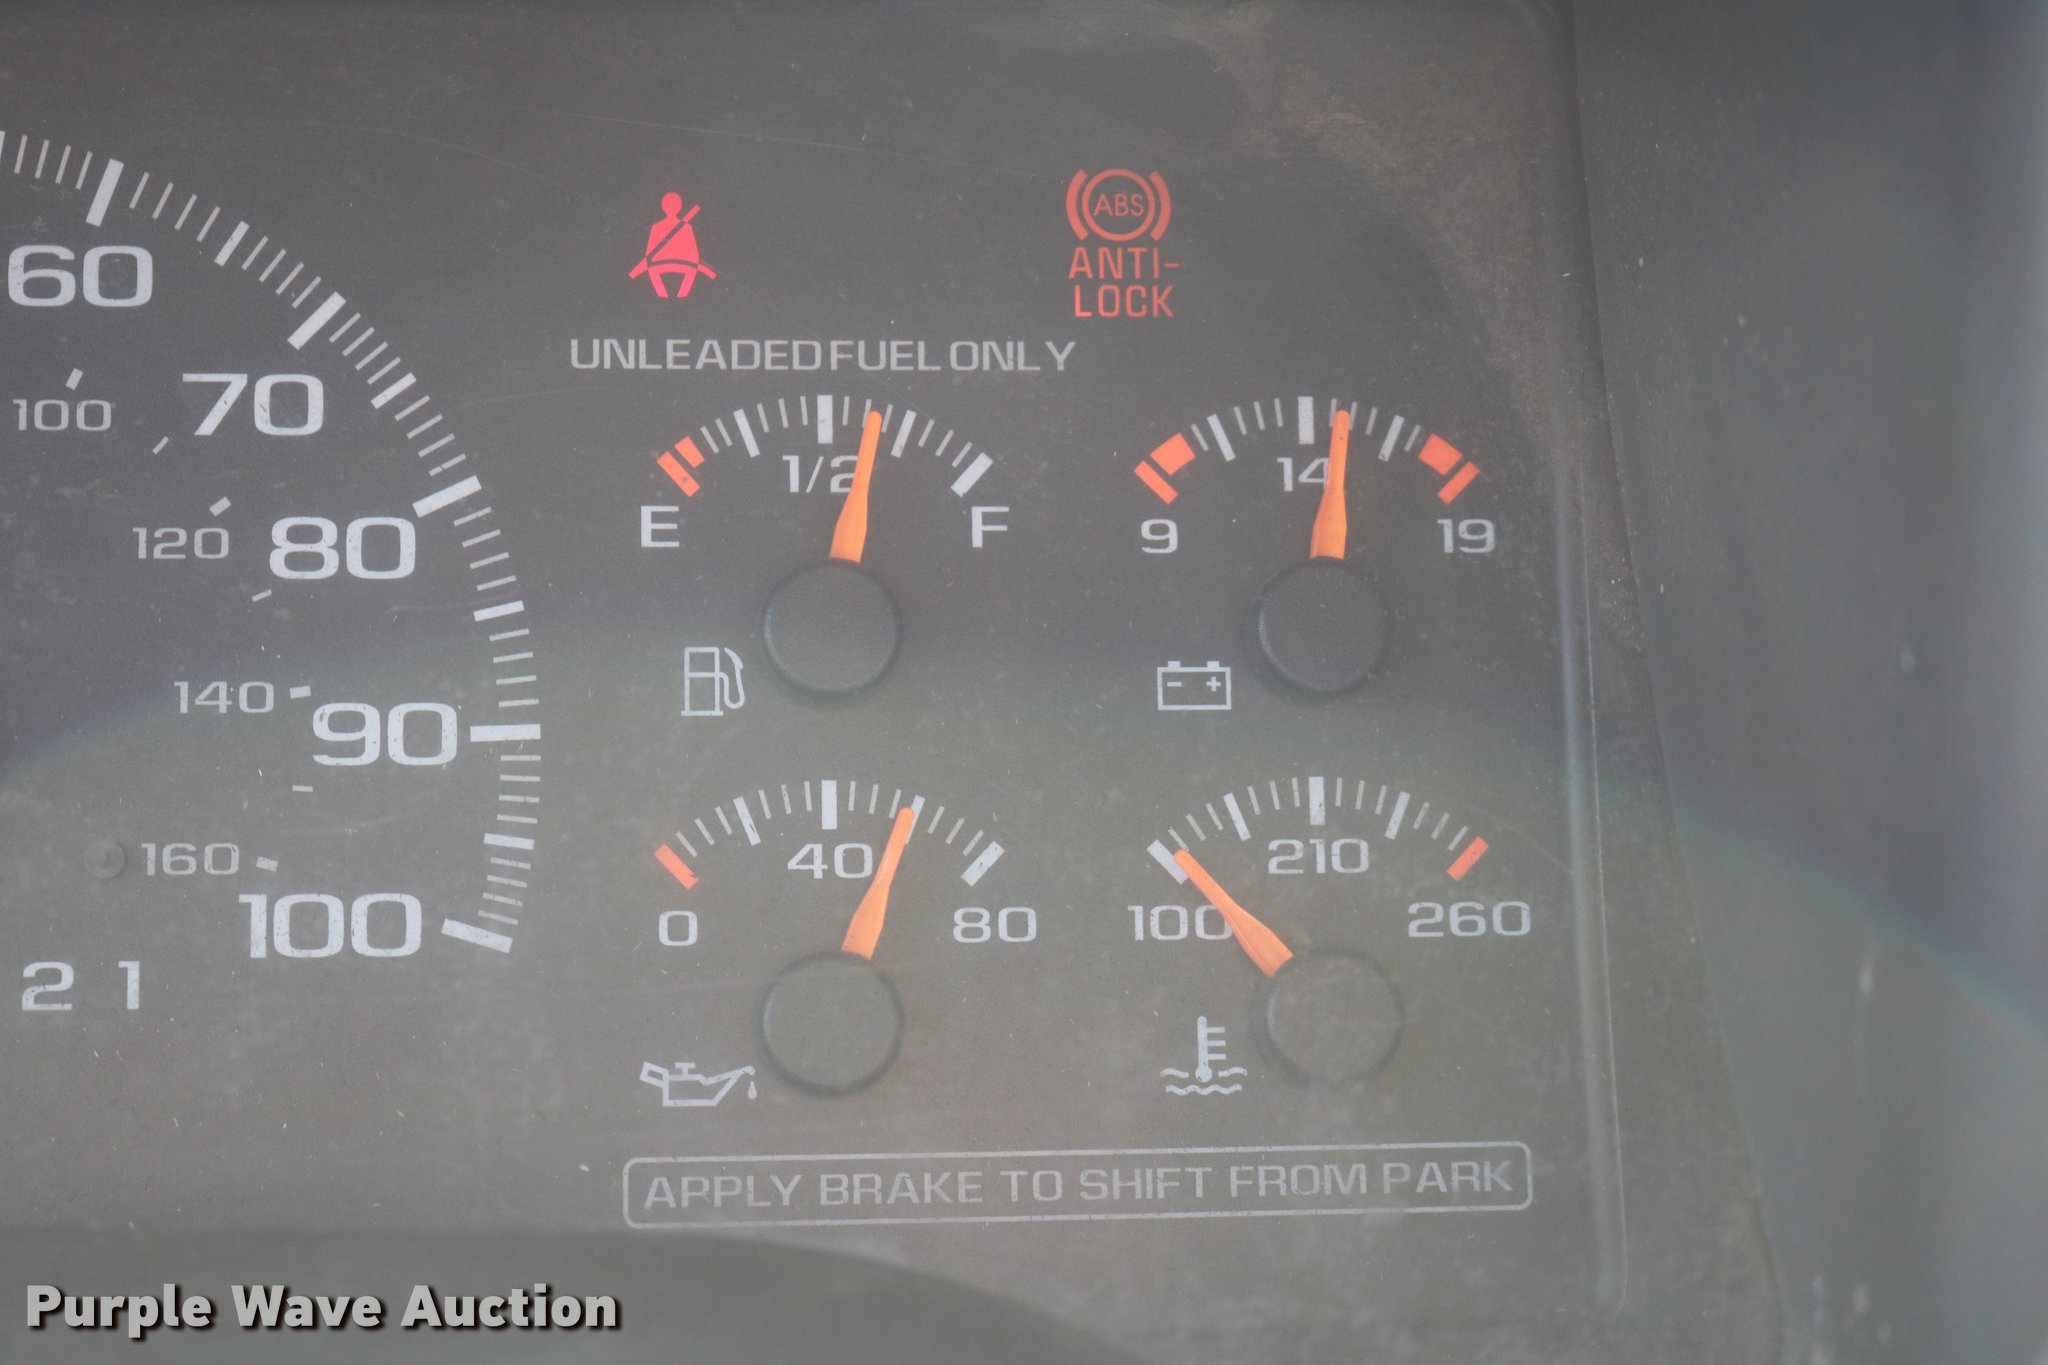 60
70
80
90
100
100
120
140
160
2 1
ABS
ANTI-
LOCK
UNLEADED FUEL ONLY
E 1/2 F
9 14 19
- +
0 40 80
100 210 260
APPLY BRAKE TO SHIFT FROM PARK
Purple Wave Auction